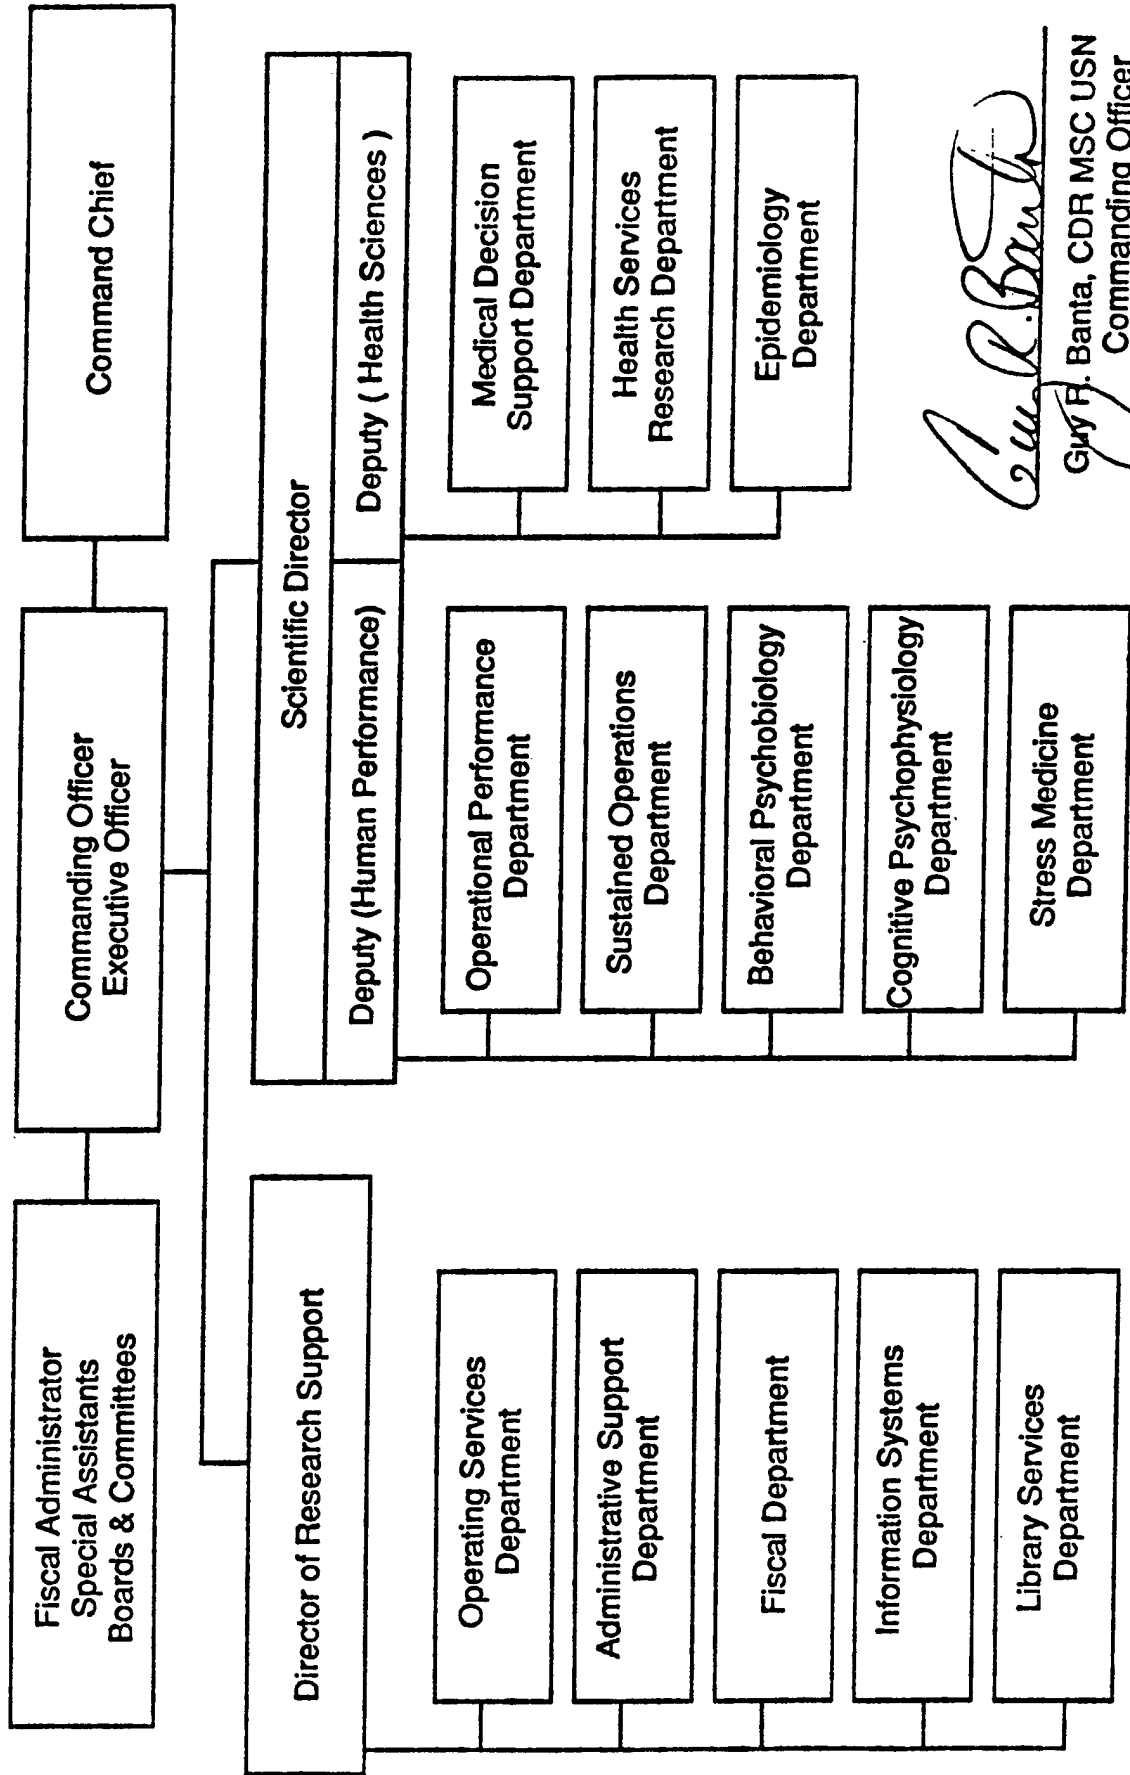 Fiscal Administrator
Special Assistants
Boards & Committees
Commanding Officer
Executive Officer
Command Chief
Director of Research Support
Scientific Director
Deputy (Human Performance)
Deputy ( Health Sciences )
Operating Services
Department
Administrative Support
Department
Fiscal Department
Information Systems
Department
Library Services
Department
Operational Performance
Department
Sustained Operations
Department
Behavioral Psychobiology
Department
Cognitive Psychophysiology
Department
Stress Medicine
Department
Medical Decision
Support Department
Health Services
Research Department
Epidemiology
Department
Guy R. Banta
Guy R. Banta, CDR MSC USN
Commanding Officer